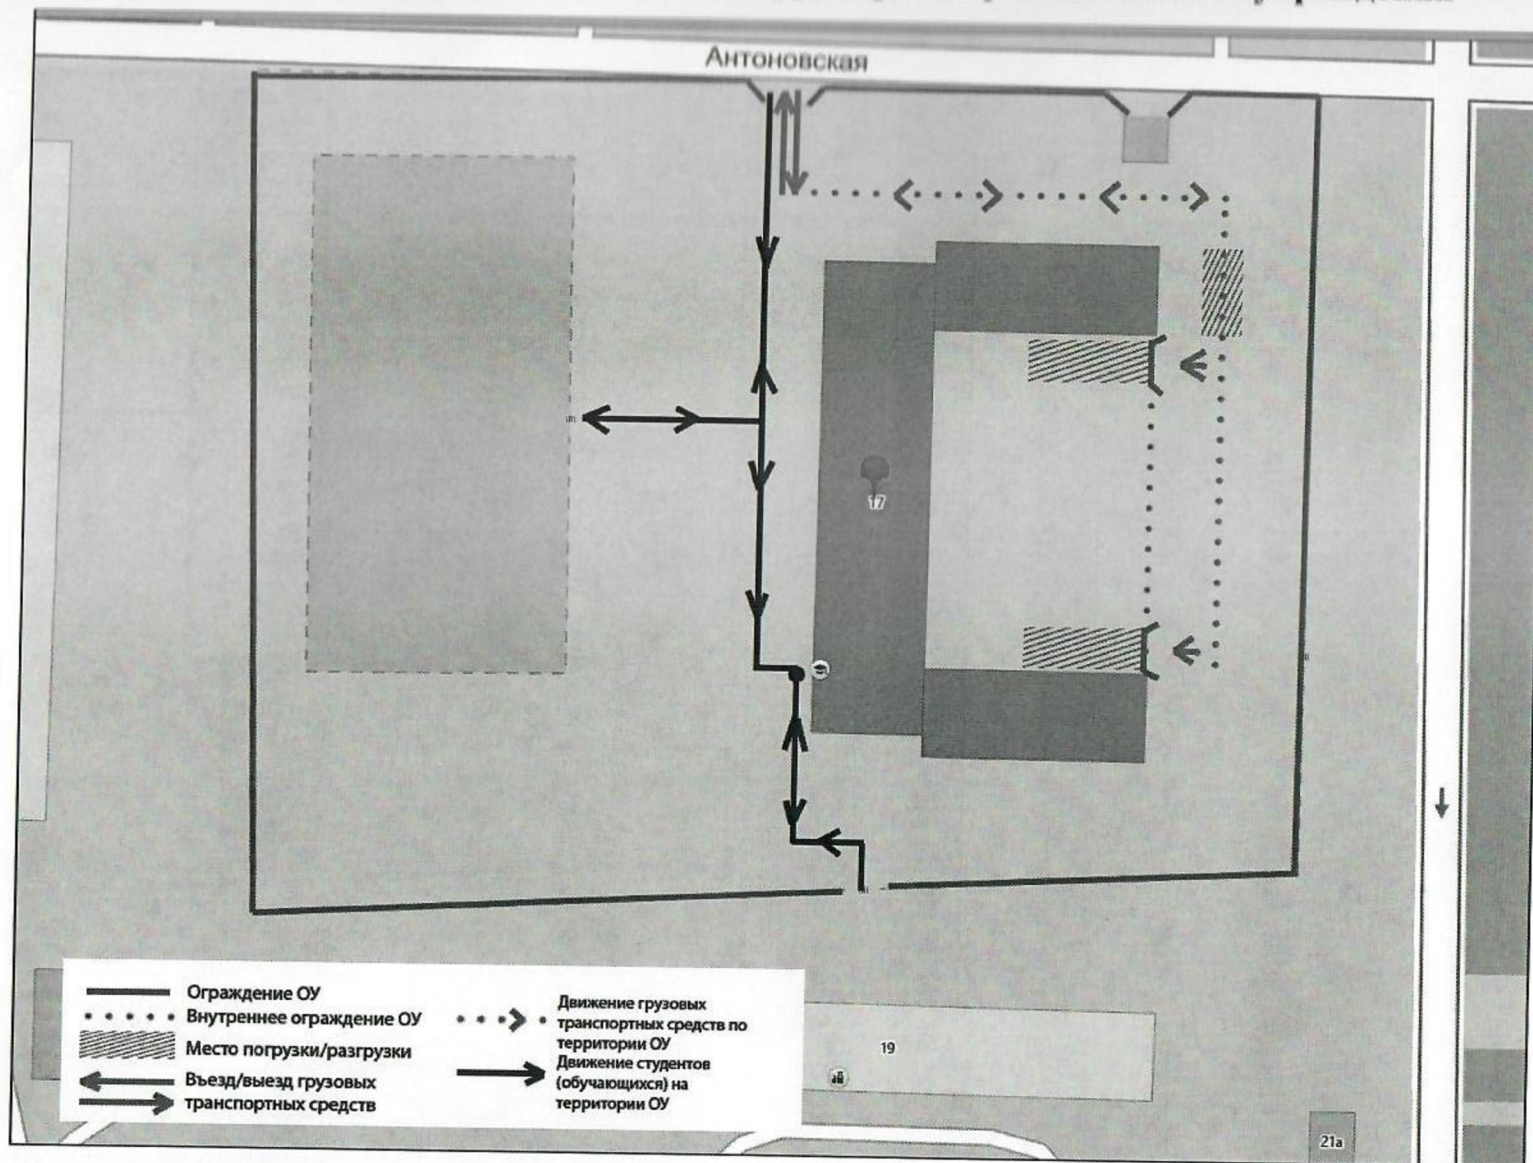 Антоновская
17
Ограждение ОУ
Внутреннее ограждение ОУ
Место погрузки/разгрузки
Въезд/выезд грузовых
транспортных средств
Движение грузовых
транспортных средств по
территории ОУ
Движение студентов
(обучающихся) на
территории ОУ
19
21а